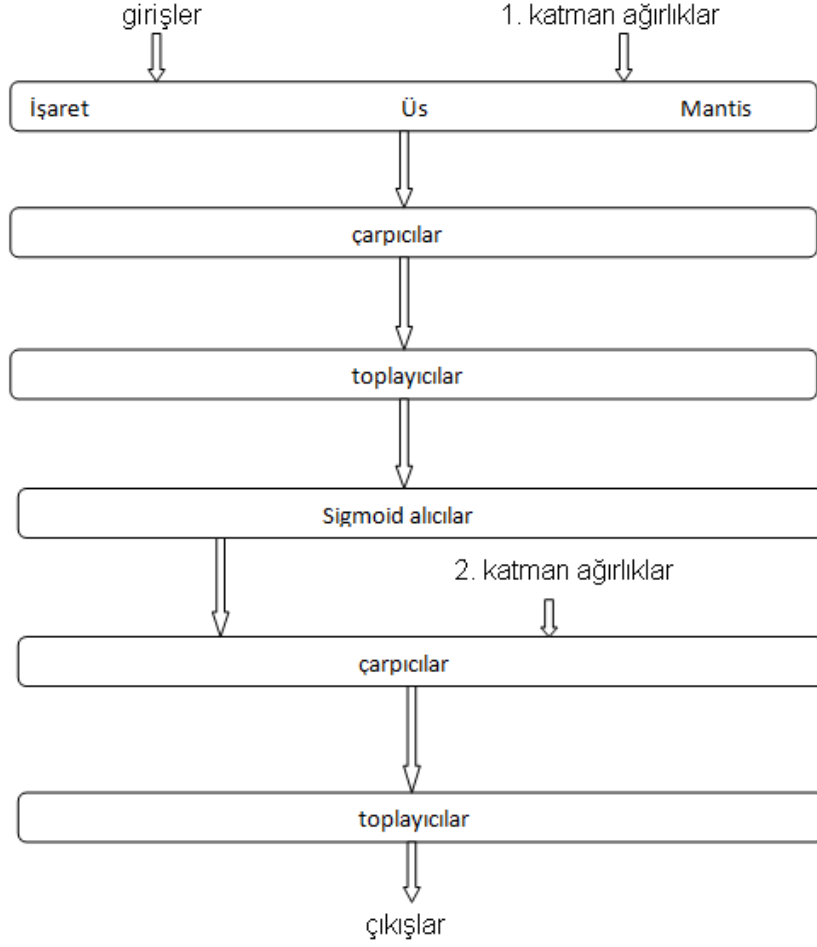 girişler 1. katman ağırlıklar
İşaret Üs Mantis
çarpıcılar
toplayıcılar
Sigmoid alıcılar
2. katman ağırlıklar
çarpıcılar
toplayıcılar
çıkışlar